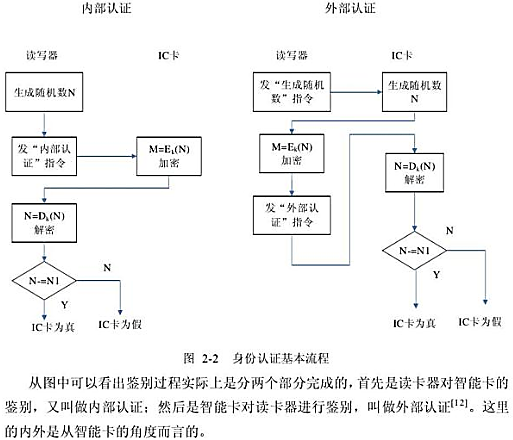 内部认证
外部认证
读写器
IC卡
读写器
IC卡
生成随机数N
发“内部认
证”指令
M=Ek(N)
加密
N=Dk(N)
解密
N-=N1
N
Y
IC卡为真
IC卡为假
发“生成随机
数”指令
生成随机数
N
M=Ek(N)
加密
发“外部认
证”指令
N=Dk(N)
解密
N-=N1
N
Y
IC卡为真
IC卡为假
图 2-2 身份认证基本流程
从图中可以看出鉴别过程实际上是分两个部分完成的，首先是读卡器对智能卡的
鉴别，又叫做内部认证；然后是智能卡对读卡器进行鉴别，叫做外部认证[12]。这里
的内外是从智能卡的角度而言的。